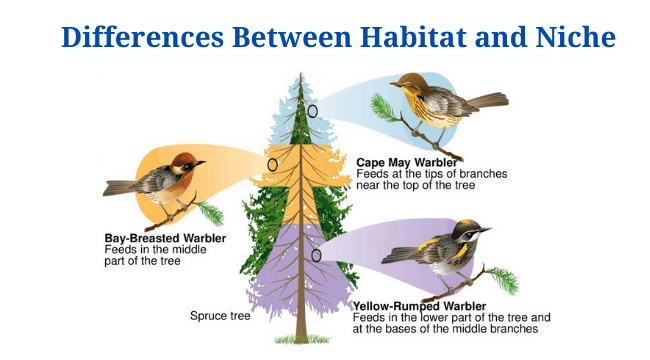 Differences Between Habitat and Niche
Cape May Warbler
Feeds at the tips of branches
near the top of the tree
Bay-Breasted Warbler
Feeds in the middle
part of the tree
Spruce tree
Yellow-Rumped Warbler
Feeds in the lower part of the tree and
at the bases of the middle branches